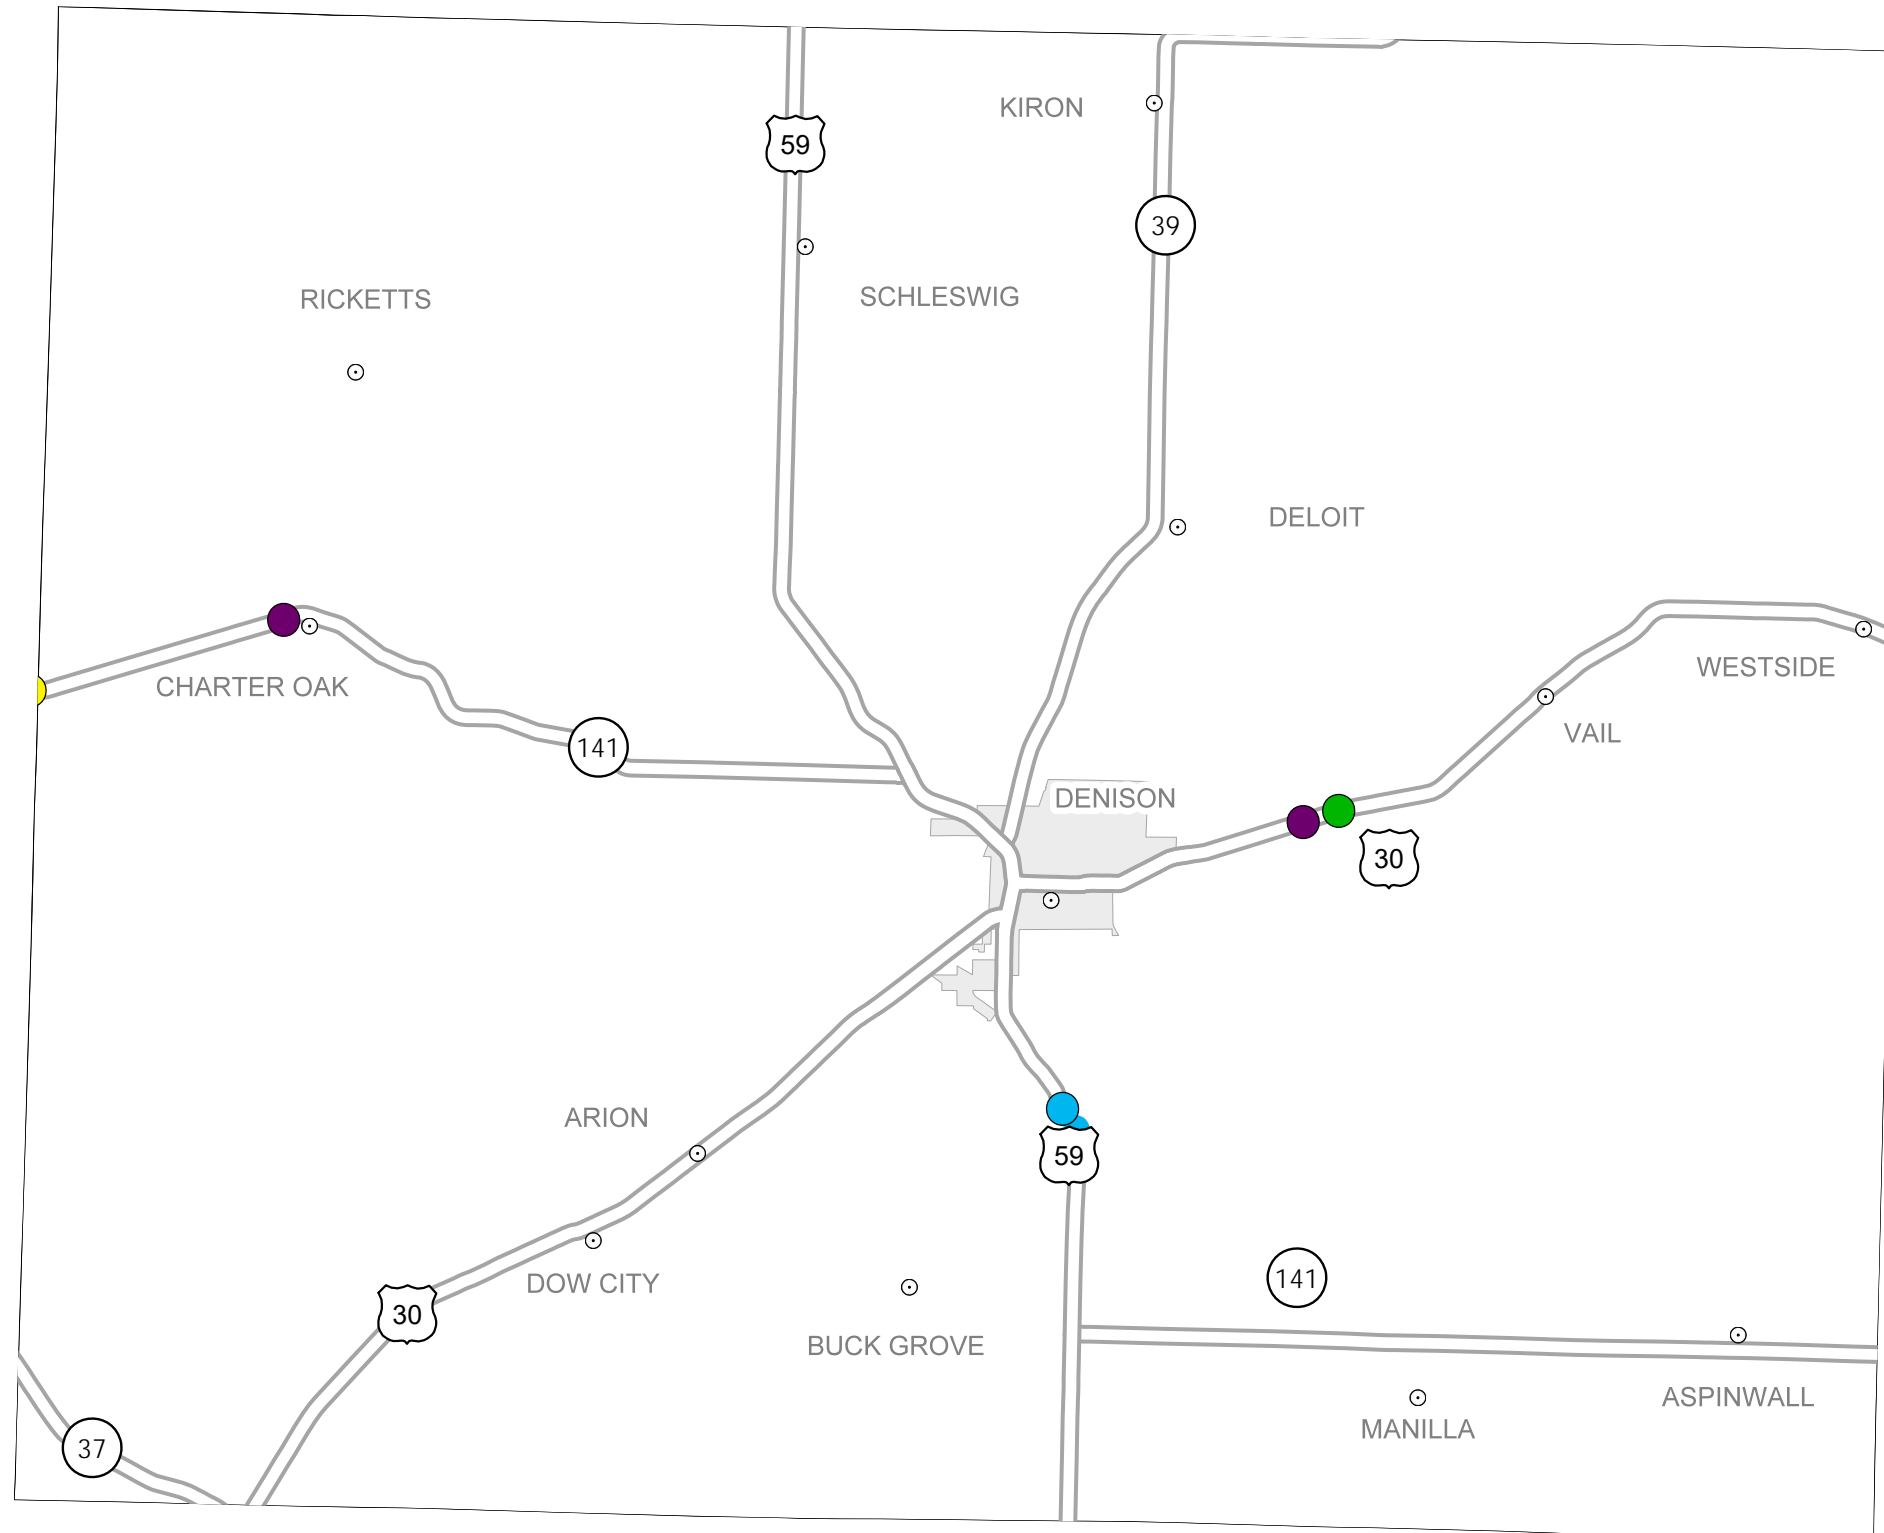 KIRON
59
39
SCHLESWIG
RICKETTS
DELOIT
WESTSIDE
CHARTER OAK
VAIL
141
DENISON
30
ARION
59
141
DOW CITY
30
BUCK GROVE
ASPINWALL
MANILLA
37